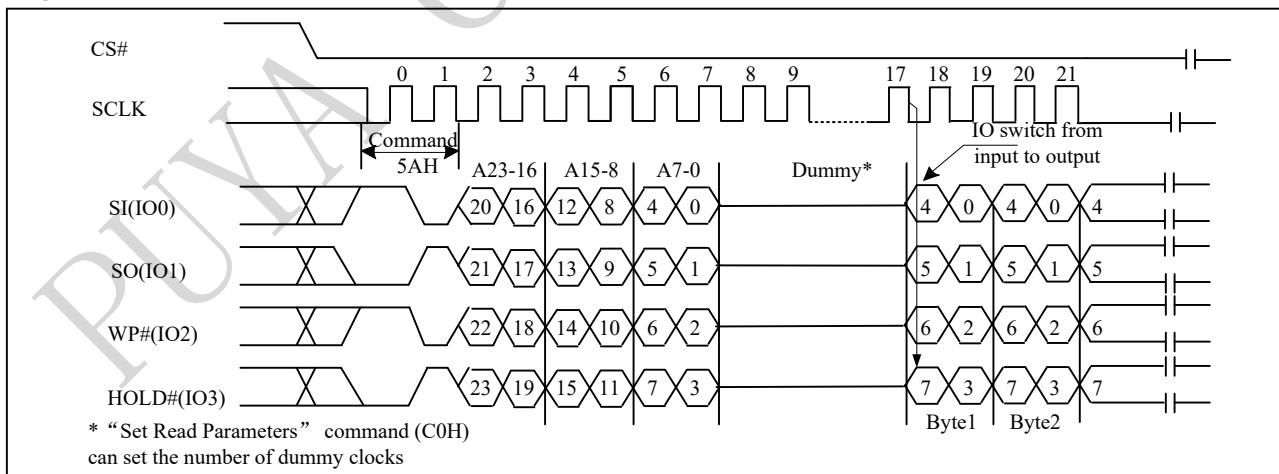 PUYA
CS#
0 1 2 3 4 5 6 7 8 9 17 18 19 20 21
SCLK
Command
5AH
IO switch from
input to output
A23-16 A15-8 A7-0 Dummy*
SI(IO0) 20 16 12 8 4 0 4 0 4 0 4
SO(IO1) 21 17 13 9 5 1 5 1 5 1 5
WP#(IO2) 22 18 14 10 6 2 6 2 6 2 6
HOLD#(IO3) 23 19 15 11 7 3 7 3 7 3 7
Byte1 Byte2
* “Set Read Parameters” command (C0H)
can set the number of dummy clocks